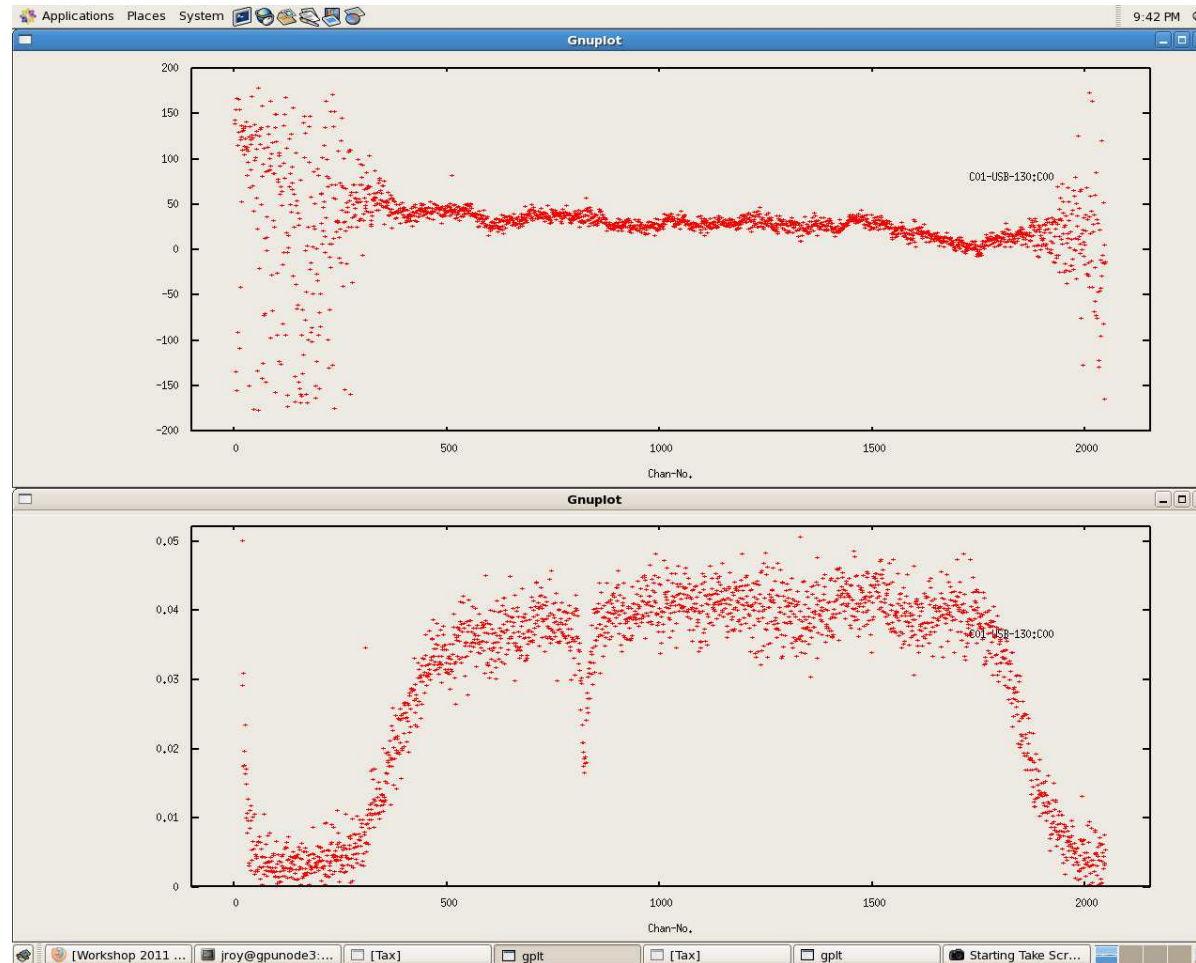 Applications Places System 9:42 PM
Gnuplot
200
150
100
50
0
-50
-100
-150
-200
C01-USB-130:C00
0 500 1000 1500 2000
Chan-No.
Gnuplot
0.05
0.04
0.03
0.02
0.01
0
C01-USB-130:C00
0 500 1000 1500 2000
Chan-No.
[Workshop 2011 ... jroy@gpunode3:... [Tax] gplt [Tax] gplt Starting Take Scr...